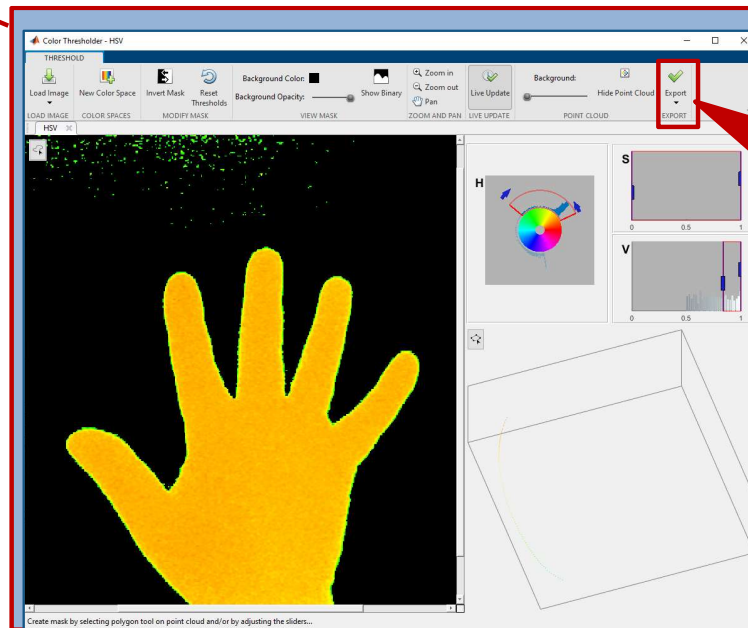 Color Thresholder - HSV
THRESHOLD
Load Image
New Color Space
Invert Mask
Reset
Thresholds
Background Color:
Background Opacity:
Show Binary
Zoom in
Zoom out
Pan
Live Update
Background:
Hide Point Cloud
Export
LOAD IMAGE
COLOR SPACES
MODIFY MASK
VIEW MASK
ZOOM AND PAN
LIVE UPDATE
POINT CLOUD
EXPORT
HSV
H
S
0
0.5
1
V
0
0.5
1
Create mask by selecting polygon tool on point cloud and/or by adjusting the sliders...